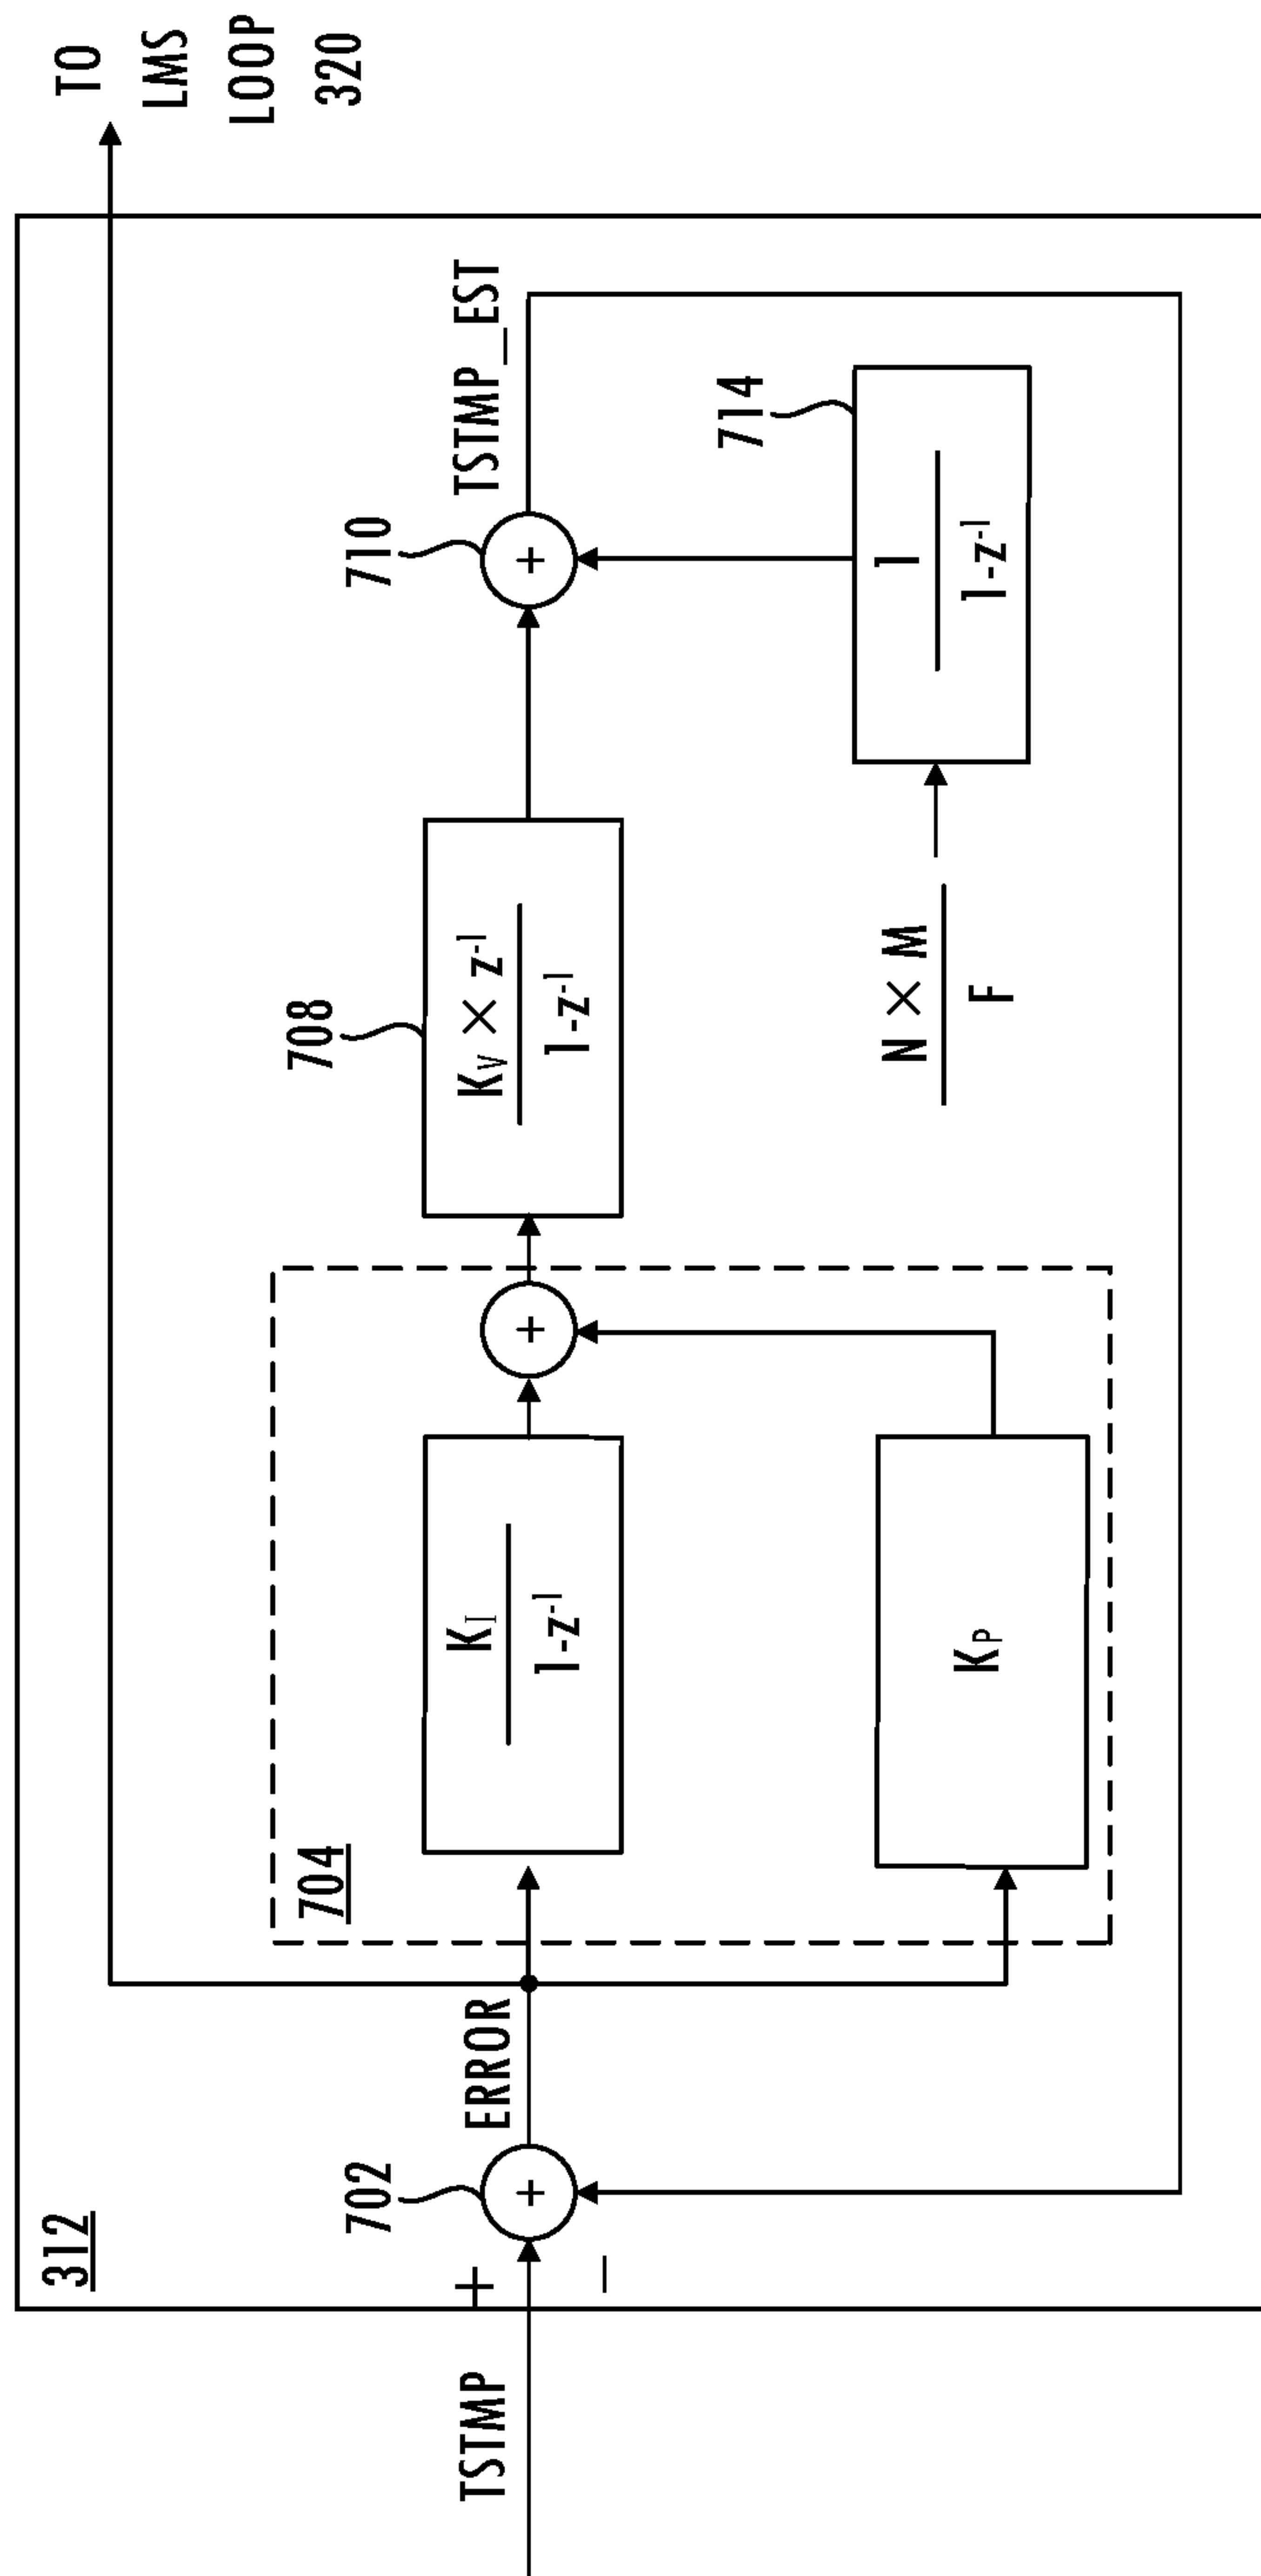 TO
LMS
LOOP
320
312
TSTMP
+
−
702
+
ERROR
704
K_I
1-z⁻¹
K_P
+
708
K_V × z⁻¹
1-z⁻¹
710
+
TSTMP_EST
N × M
F
714
1
1-z⁻¹